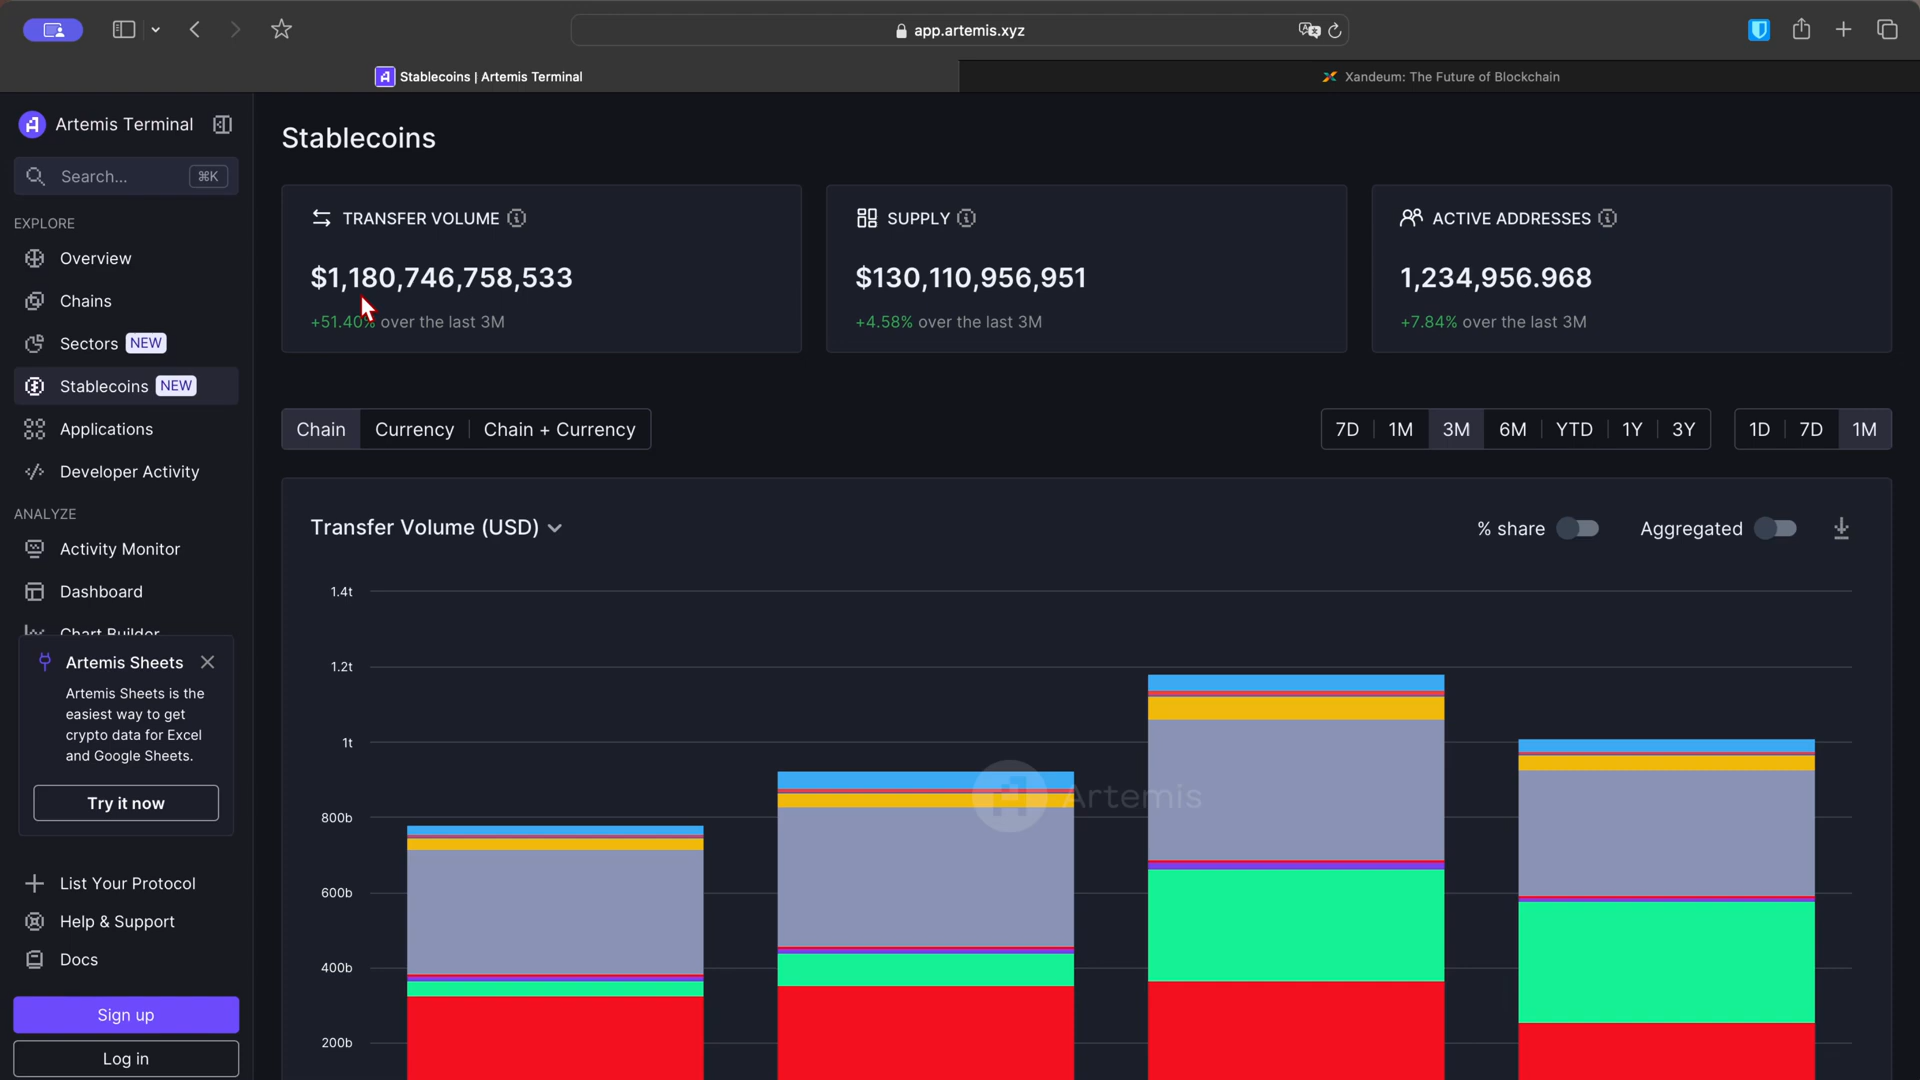 app.artemis.xyz
Stablecoins | Artemis Terminal
Xandeum: The Future of Blockchain
Artemis Terminal
Search...
⌘K
EXPLORE
Overview
Chains
Sectors NEW
Stablecoins NEW
Applications
Developer Activity
ANALYZE
Activity Monitor
Dashboard
Chart Builder
Artemis Sheets
Artemis Sheets is the
easiest way to get
crypto data for Excel
and Google Sheets.
Try it now
List Your Protocol
Help & Support
Docs
Sign up
Log in
Stablecoins
TRANSFER VOLUME
$1,180,746,758,533
+51.40% over the last 3M
SUPPLY
$130,110,956,951
+4.58% over the last 3M
ACTIVE ADDRESSES
1,234,956.968
+7.84% over the last 3M
Chain Currency Chain + Currency
7D 1M 3M 6M YTD 1Y 3Y
1D 7D 1M
Transfer Volume (USD)
% share Aggregated
1.4t
1.2t
1t
800b
600b
400b
200b
Artemis